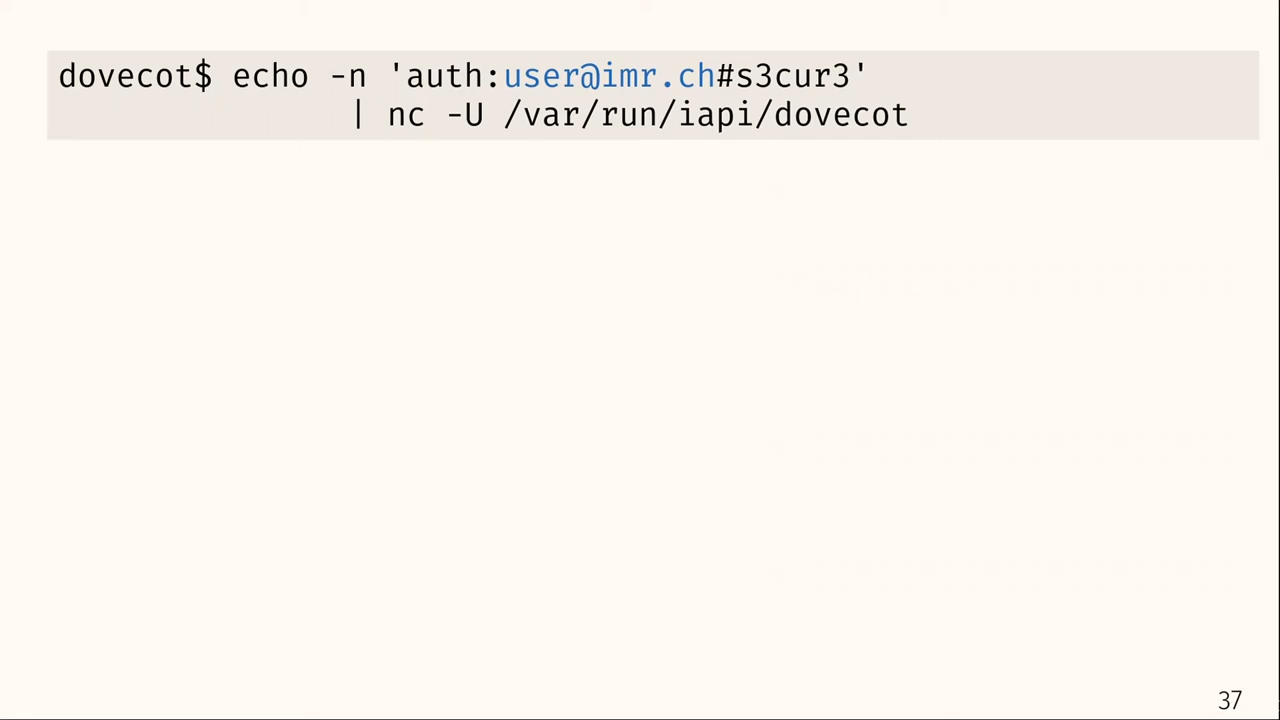 dovecot$ echo -n 'auth:user@imr.ch#s3cur3'
| nc -U /var/run/iapi/dovecot
37